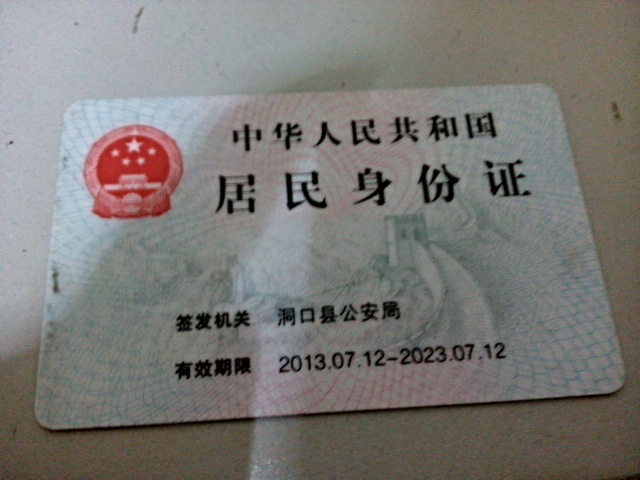 中华人民共和国
居民身份证
签发机关 洞口县公安局
有效期限 2013.07.12-2023.07.12